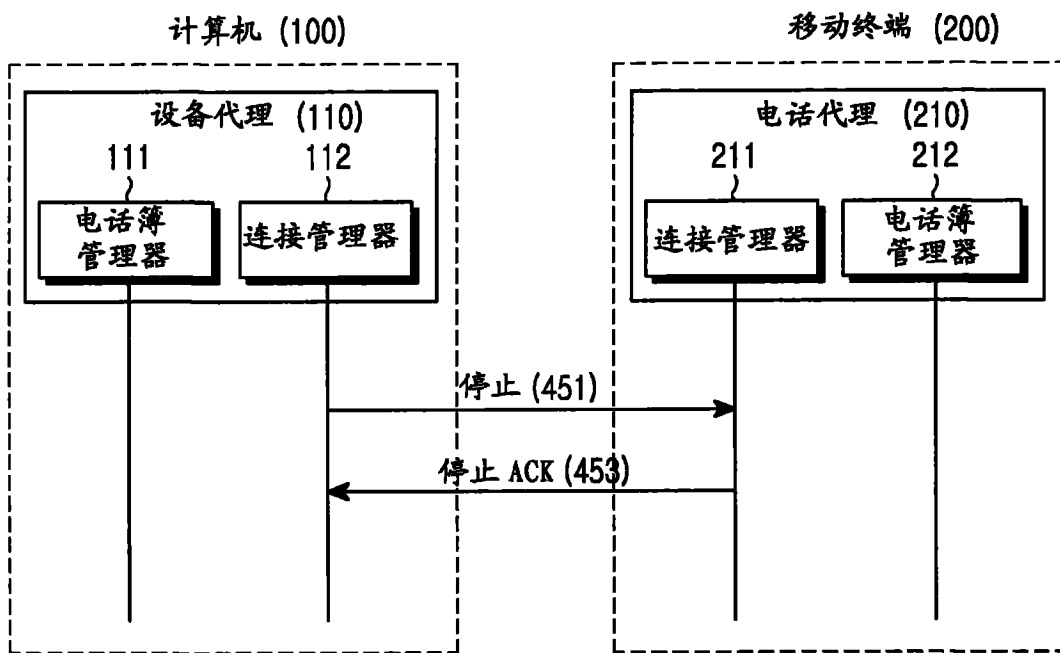 计算机 (100)
移动终端 (200)
设备代理 (110)
电话代理 (210)
111
112
211
212
电话簿
管理器
连接管理器
连接管理器
电话簿
管理器
停止 (451)
停止 ACK (453)